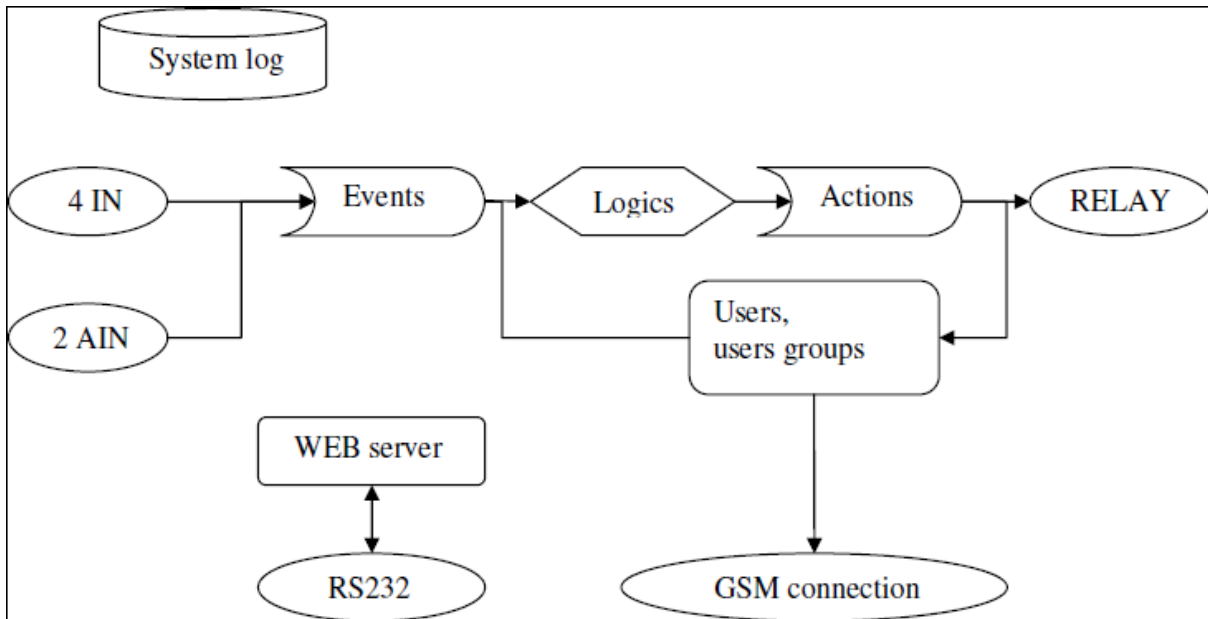 System log
4 IN
Events
Logics
Actions
RELAY
2 AIN
Users,
users groups
WEB server
RS232
GSM connection